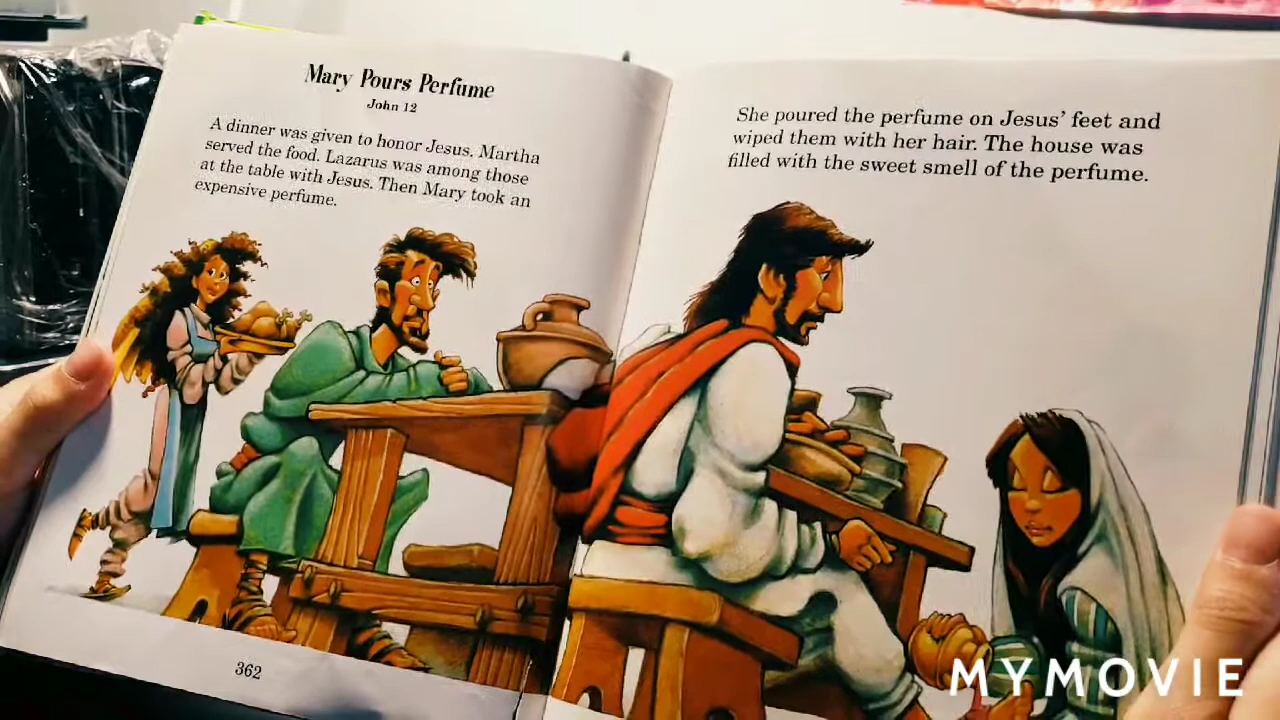 Mary Pours Perfume
John 12
A dinner was given to honor Jesus. Martha
served the food. Lazarus was among those
at the table with Jesus. Then Mary took an
expensive perfume.
362
She poured the perfume on Jesus’ feet and
wiped them with her hair. The house was
filled with the sweet smell of the perfume.
MYMOVIE